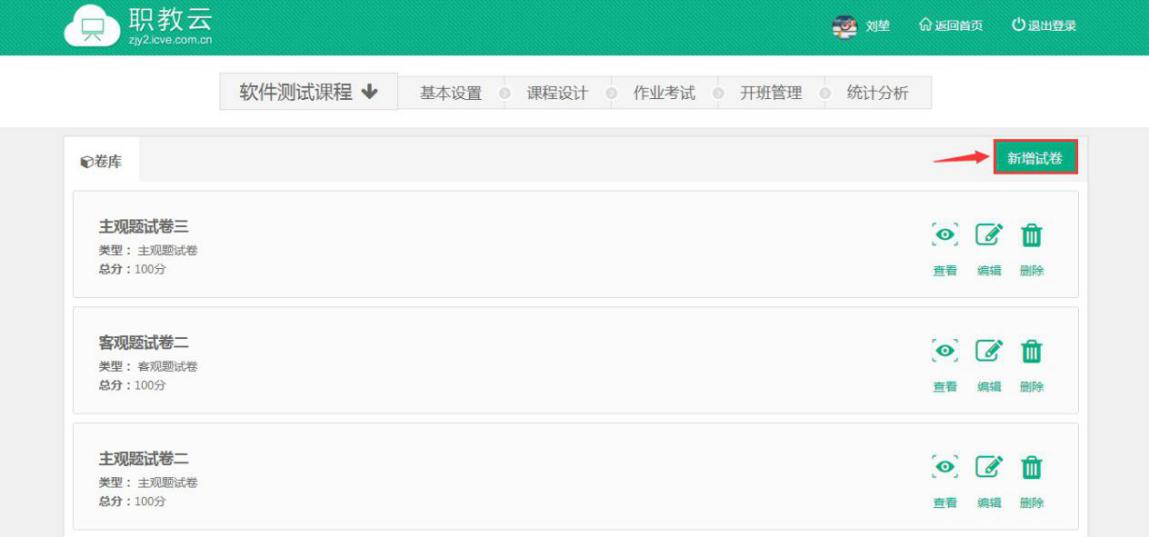 职教云
zjy2.icve.com.cn
刘堃 返回首页 退出登录
软件测试课程 基本设置 课程设计 作业考试 开班管理 统计分析
卷库 新增试卷
主观题试卷三
类型：主观题试卷
总分：100分
查看 编辑 删除
客观题试卷二
类型：客观题试卷
总分：100分
查看 编辑 删除
主观题试卷二
类型：主观题试卷
总分：100分
查看 编辑 删除